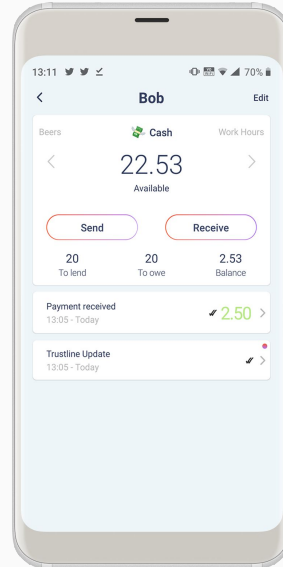 13:11 70%
Bob Edit
Beers Cash Work Hours
22.53
Available
Send Receive
20 20 2.53
To lend To owe Balance
Payment received
13:05 - Today 2.50
Trustline Update
13:05 - Today